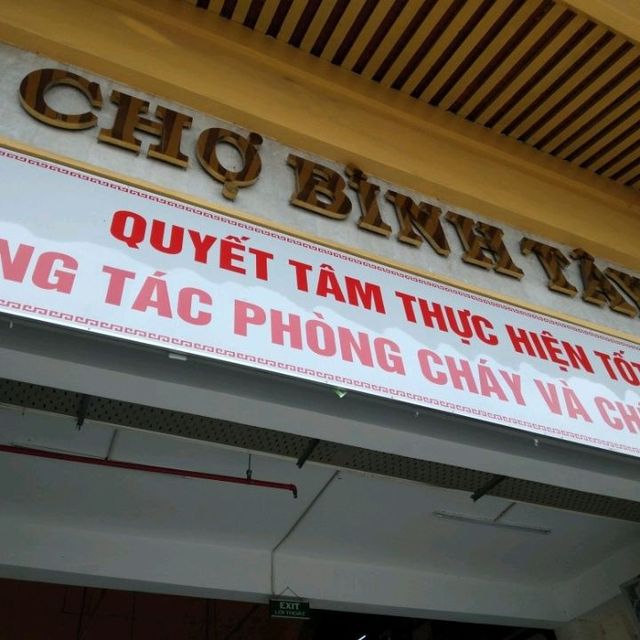 CHỢ BÌNH TÂY
QUYẾT TÂM THỰC HIỆN TỐT
NG TÁC PHÒNG CHÁY VÀ CH
EXIT